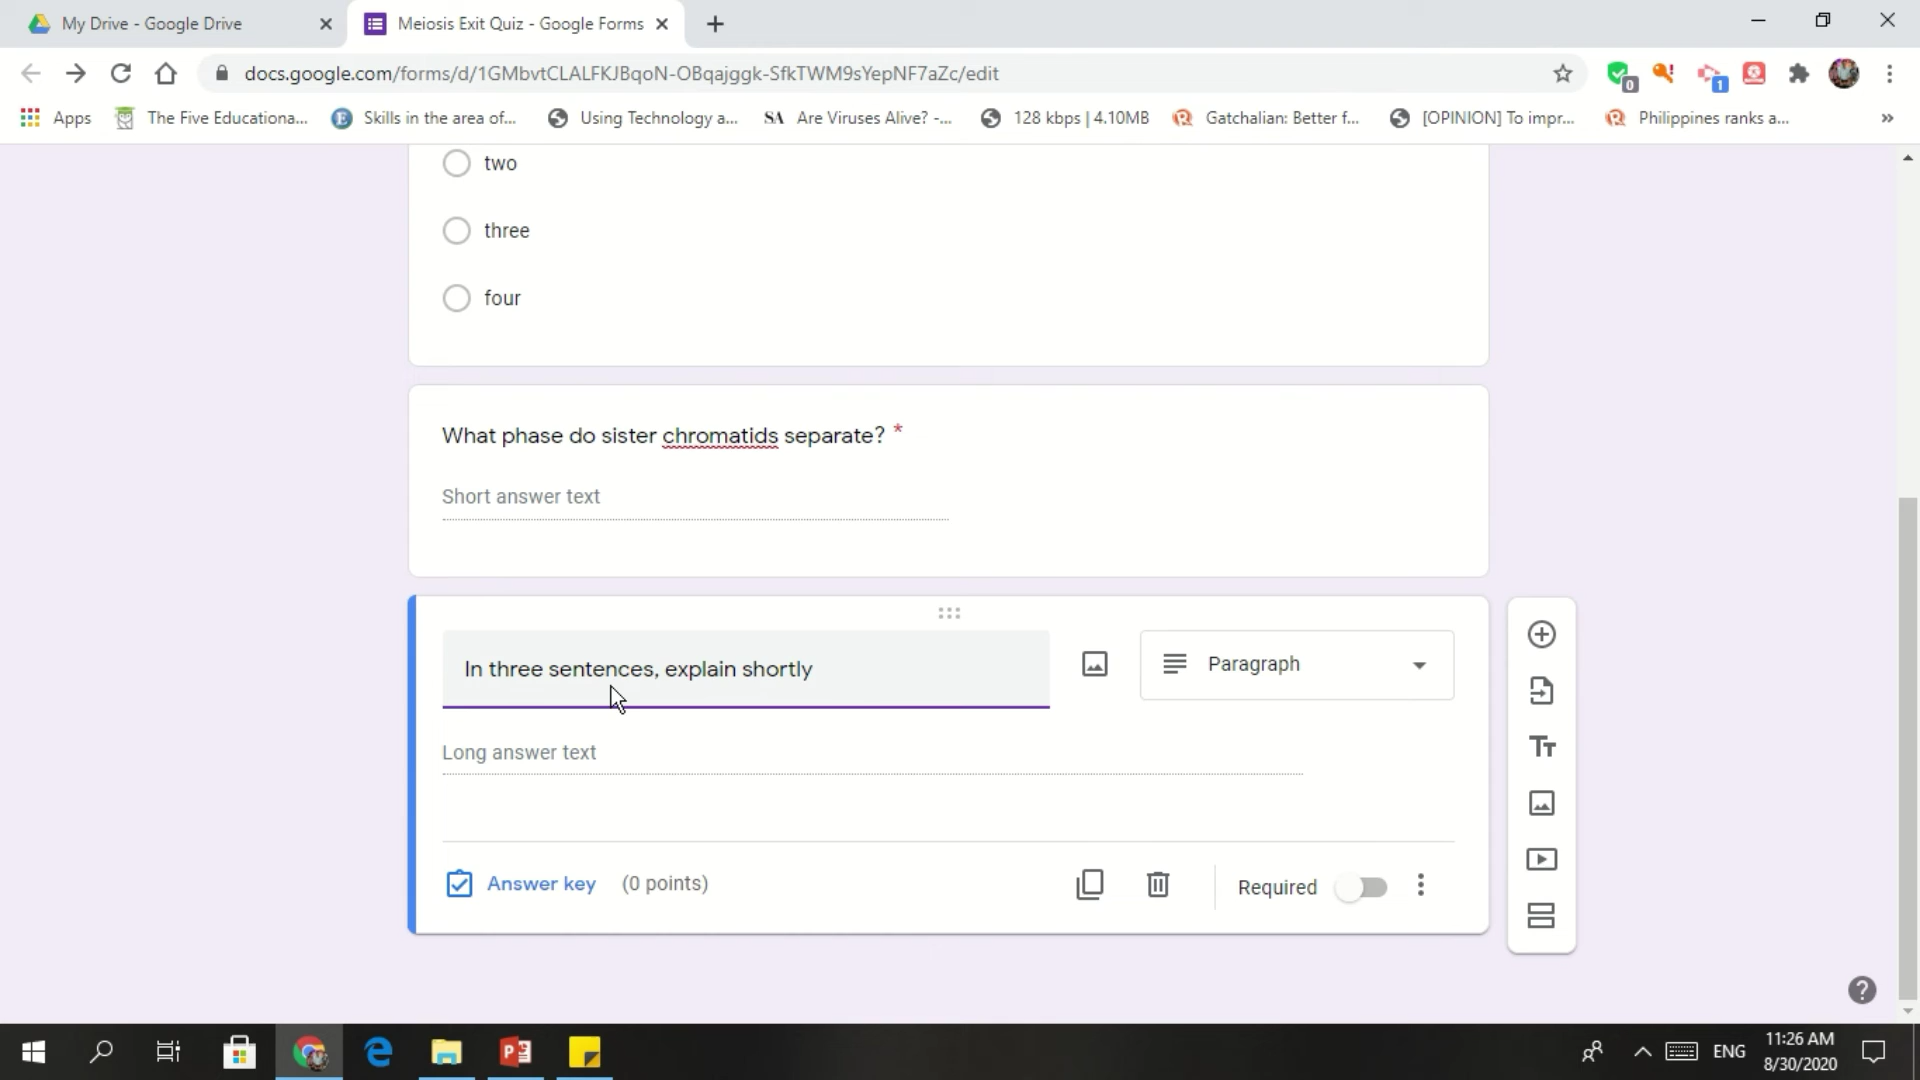 My Drive - Google Drive
Meiosis Exit Quiz - Google Forms
docs.google.com/forms/d/1GMbvtCLALFKJBqoN-OBqajggk-SfkTWM9sYepNF7aZc/edit
0
1
Apps
The Five Educationa...
E
Skills in the area of...
Using Technology a...
SA
Are Viruses Alive? -...
128 kbps | 4.10MB
Gatchalian: Better f...
[OPINION] To impr...
Philippines ranks a...
»
two
three
four
What phase do sister chromatids separate? *
Short answer text
In three sentences, explain shortly
Paragraph
Long answer text
Answer key (0 points)
Required
ENG
11:26 AM
8/30/2020